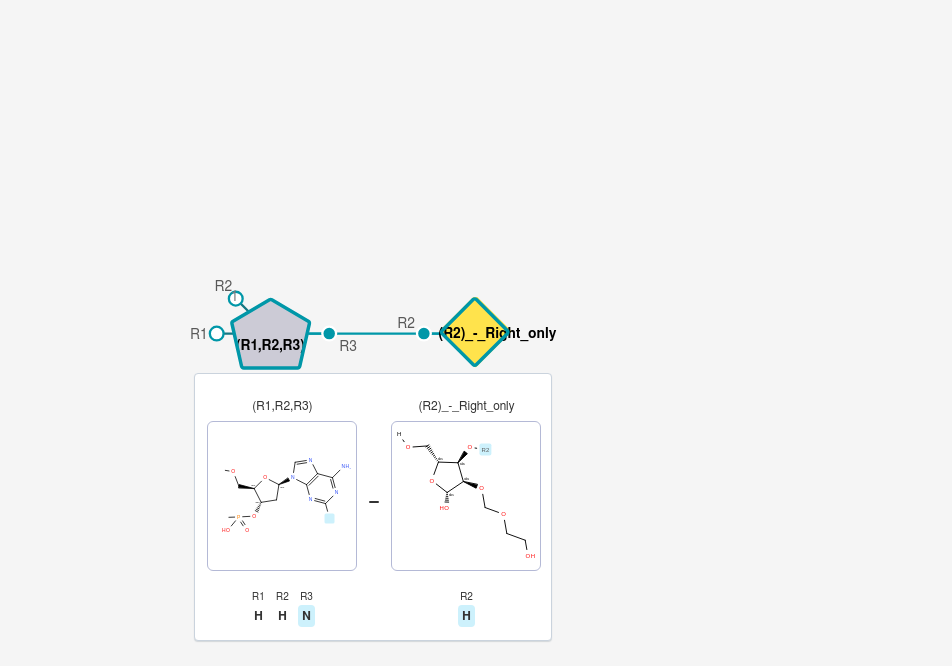 R2
R1
(R1,R2,R3)
R3
R2
(R2)_-_Right_only
(R1,R2,R3)
(R2)_-_Right_only
O
O
N
N
N
N
NH
O
HO
O
H
O
O
R2
O
HO
O
O
OH
R1 R2 R3
H H N
R2
H